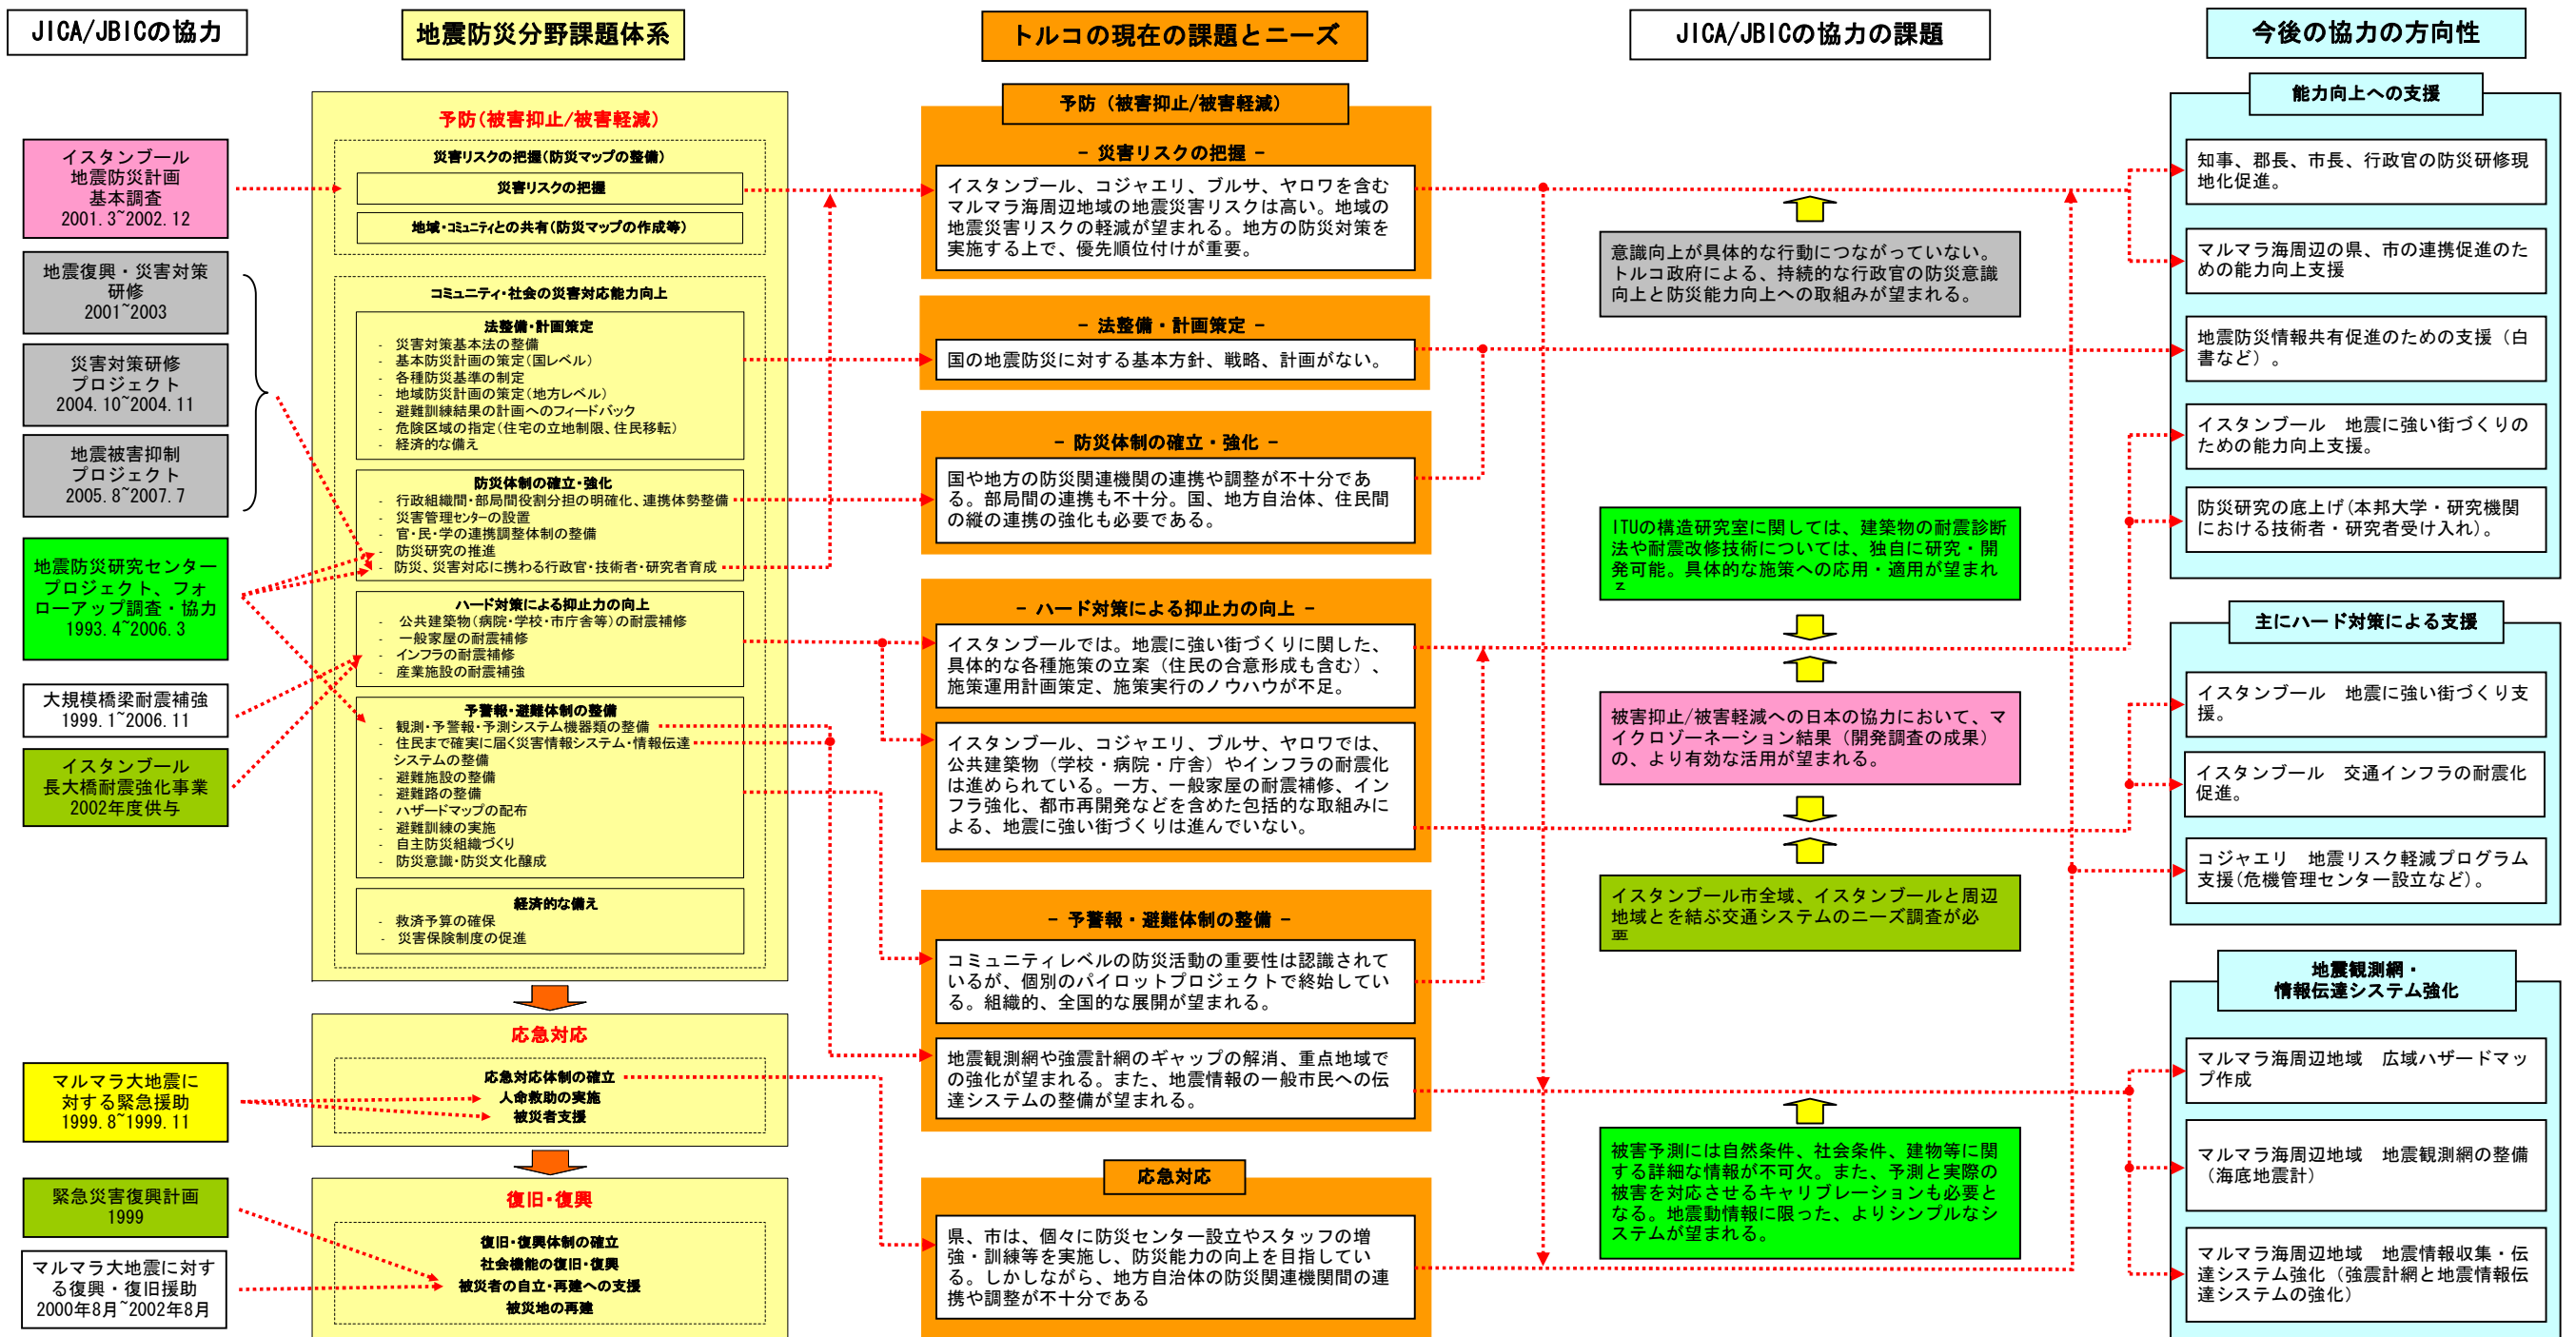 JICA/JBICの協力
地震防災分野課題体系
トルコの現在の課題とニーズ
JICA/JBICの協力の課題
今後の協力の方向性
イスタンブール
地震防災計画
基本調査
2001.3~2002.12
地震復興・災害対策
研修
2001~2003
災害対策研修
プロジェクト
2004.10~2004.11
地震被害抑制
プロジェクト
2005.8~2007.7
地震防災研究センター
プロジェクト、フォ
ローアップ調査・協力
1993.4~2006.3
大規模橋梁耐震補強
1999.1~2006.11
イスタンブール
長大橋耐震強化事業
2002年度供与
マルマラ大地震に
対する緊急援助
1999.8~1999.11
緊急災害復興計画
1999
マルマラ大地震に対す
る復興・復旧援助
2000年8月~2002年8月
予防(被害抑止/被害軽減)
災害リスクの把握(防災マップの整備)
災害リスクの把握
地域・コミュニティとの共有(防災マップの作成等)
コミュニティ・社会の災害対応能力向上
法整備・計画策定
- 災害対策基本法の整備
- 基本防災計画の策定(国レベル)
- 各種防災基準の制定
- 地域防災計画の策定(地方レベル)
- 避難訓練結果の計画へのフィードバック
- 危険区域の指定(住宅の立地制限、住民移転)
- 経済的な備え
防災体制の確立・強化
- 行政組織間・部局間役割分担の明確化、連携体勢整備
- 災害管理センターの設置
- 官・民・学の連携調整体制の整備
- 防災研究の推進
- 防災、災害対応に携わる行政官・技術者・研究者育成
ハード対策による抑止力の向上
- 公共建築物(病院・学校・市庁舎等)の耐震補修
- 一般家屋の耐震補修
- インフラの耐震補修
- 産業施設の耐震補強
予警報・避難体制の整備
- 観測・予警報・予測システム機器類の整備
- 住民まで確実に届く災害情報システム・情報伝達
システムの整備
- 避難施設の整備
- 避難路の整備
- ハザードマップの配布
- 避難訓練の実施
- 自主防災組織づくり
- 防災意識・防災文化醸成
経済的な備え
- 救済予算の確保
- 災害保険制度の促進
応急対応
応急対応体制の確立
人命救助の実施
被災者支援
復旧・復興
復旧・復興体制の確立
社会機能の復旧・復興
被災者の自立・再建への支援
被災地の再建
予防（被害抑止/被害軽減）
- 災害リスクの把握 -
イスタンブール、コジャエリ、ブルサ、ヤロワを含む
マルマラ海周辺地域の地震災害リスクは高い。地域の
地震災害リスクの軽減が望まれる。地方の防災対策を
実施する上で、優先順位付けが重要。
- 法整備・計画策定 -
国の地震防災に対する基本方針、戦略、計画がない。
- 防災体制の確立・強化 -
国や地方の防災関連機関の連携や調整が不十分であ
る。部局間の連携も不十分。国、地方自治体、住民間
の縦の連携の強化も必要である。
- ハード対策による抑止力の向上 -
イスタンブールでは。地震に強い街づくりに関した、
具体的な各種施策の立案（住民の合意形成も含む）、
施策運用計画策定、施策実行のノウハウが不足。
イスタンブール、コジャエリ、ブルサ、ヤロワでは、
公共建築物（学校・病院・庁舎）やインフラの耐震化
は進められている。一方、一般家屋の耐震補修、イン
フラ強化、都市再開発などを含めた包括的な取組みに
よる、地震に強い街づくりは進んでいない。
- 予警報・避難体制の整備 -
コミュニティレベルの防災活動の重要性は認識されて
いるが、個別のパイロットプロジェクトで終始してい
る。組織的、全国的な展開が望まれる。
地震観測網や強震計網のギャップの解消、重点地域で
の強化が望まれる。また、地震情報の一般市民への伝
達システムの整備が望まれる。
応急対応
県、市は、個々に防災センター設立やスタッフの増
強・訓練等を実施し、防災能力の向上を目指してい
る。しかしながら、地方自治体の防災関連機関間の連
携や調整が不十分である
意識向上が具体的な行動につながっていない。
トルコ政府による、持続的な行政官の防災意識
向上と防災能力向上への取組みが望まれる。
ITUの構造研究室に関しては、建築物の耐震診断
法や耐震改修技術については、独自に研究・開
発可能。具体的な施策への応用・適用が望まれ
る
被害抑止/被害軽減への日本の協力において、マ
イクロゾーネーション結果（開発調査の成果）
の、より有効な活用が望まれる。
イスタンブール市全域、イスタンブールと周辺
地域とを結ぶ交通システムのニーズ調査が必
要
被害予測には自然条件、社会条件、建物等に関
する詳細な情報が不可欠。また、予測と実際の
被害を対応させるキャリブレーションも必要と
なる。地震動情報に限った、よりシンプルなシ
ステムが望まれる。
能力向上への支援
知事、郡長、市長、行政官の防災研修現
地化促進。
マルマラ海周辺の県、市の連携促進のた
めの能力向上支援
地震防災情報共有促進のための支援（白
書など）。
イスタンブール　地震に強い街づくりの
ための能力向上支援。
防災研究の底上げ(本邦大学・研究機関
における技術者・研究者受け入れ)。
主にハード対策による支援
イスタンブール　地震に強い街づくり支
援。
イスタンブール　交通インフラの耐震化
促進。
コジャエリ　地震リスク軽減プログラム
支援(危機管理センター設立など)。
地震観測網・
情報伝達システム強化
マルマラ海周辺地域　広域ハザードマッ
プ作成
マルマラ海周辺地域　地震観測網の整備
（海底地震計）
マルマラ海周辺地域　地震情報収集・伝
達システム強化（強震計網と地震情報伝
達システムの強化）